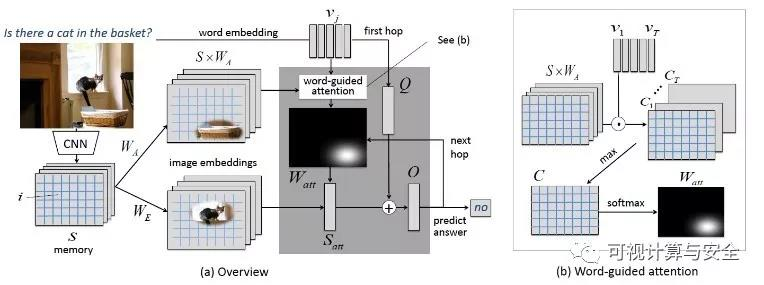 Is there a cat in the basket?
word embedding
v_j
first hop
See (b)
S×W_A
word-guided
attention
Q
CNN
W_A
image embeddings
next
hop
W_att
O
i
W_E
+
no
predict
answer
S
memory
S_att
(a) Overview
v_1
v_T
S×W_A
C_T
C_1
max
C
softmax
W_att
可视计算与安全
(b) Word-guided attention